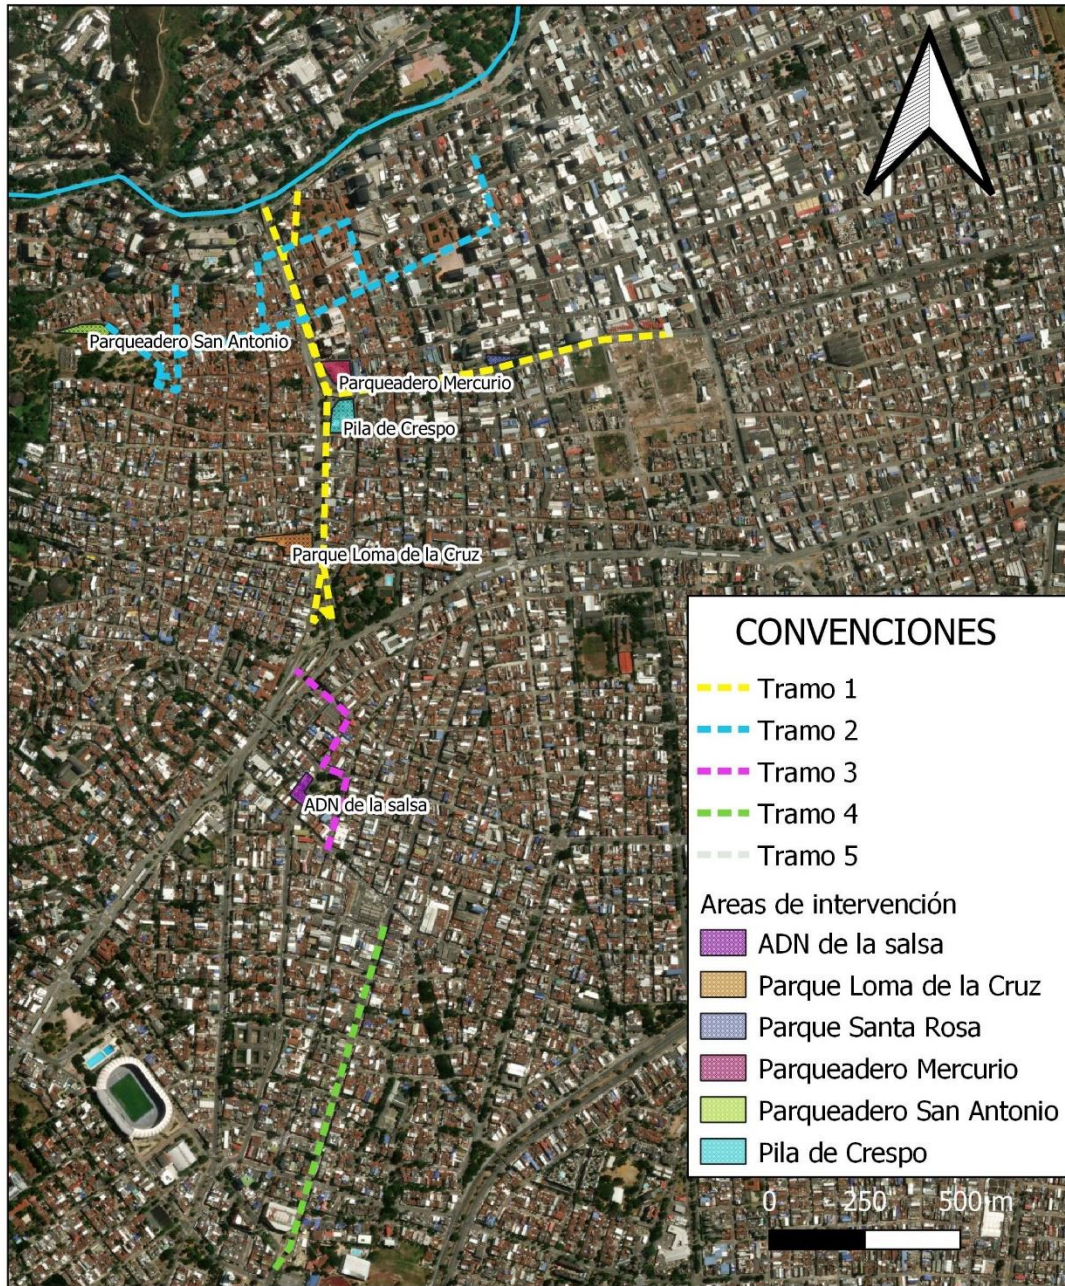 Parqueadero San Antonio
Parqueadero Mercurio
Pila de Crespo
Parque Loma de la Cruz
ADN de la salsa
CONVENCIONES
Tramo 1
Tramo 2
Tramo 3
Tramo 4
Tramo 5
Areas de intervención
ADN de la salsa
Parque Loma de la Cruz
Parque Santa Rosa
Parqueadero Mercurio
Parqueadero San Antonio
Pila de Crespo
0 250 500 m